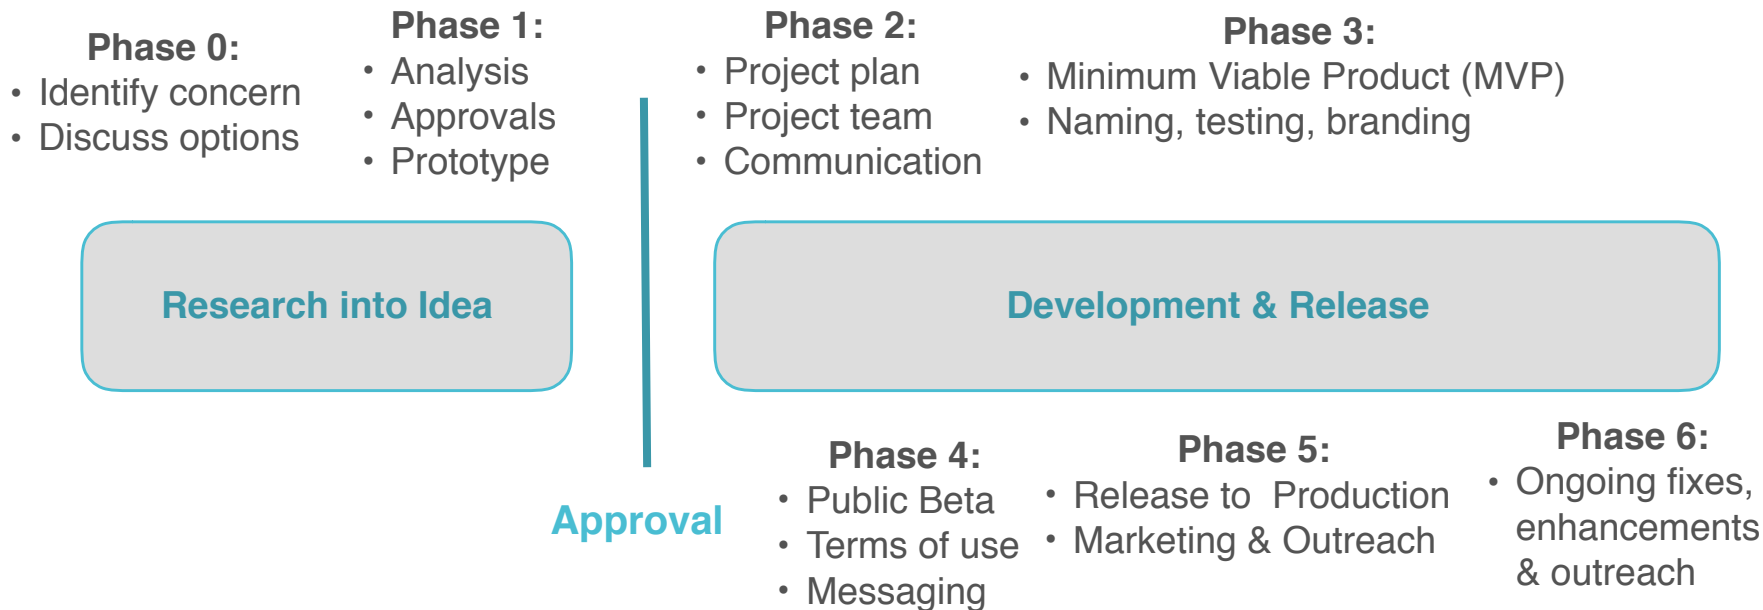 Phase 0:
• Identify concern
• Discuss options
Phase 1:
• Analysis
• Approvals
• Prototype
Phase 2:
• Project plan
• Project team
• Communication
Phase 3:
• Minimum Viable Product (MVP)
• Naming, testing, branding
Research into Idea
Development & Release
Approval
Phase 4:
• Public Beta
• Terms of use
• Messaging
Phase 5:
• Release to  Production
• Marketing & Outreach
Phase 6:
• Ongoing fixes,
enhancements
& outreach